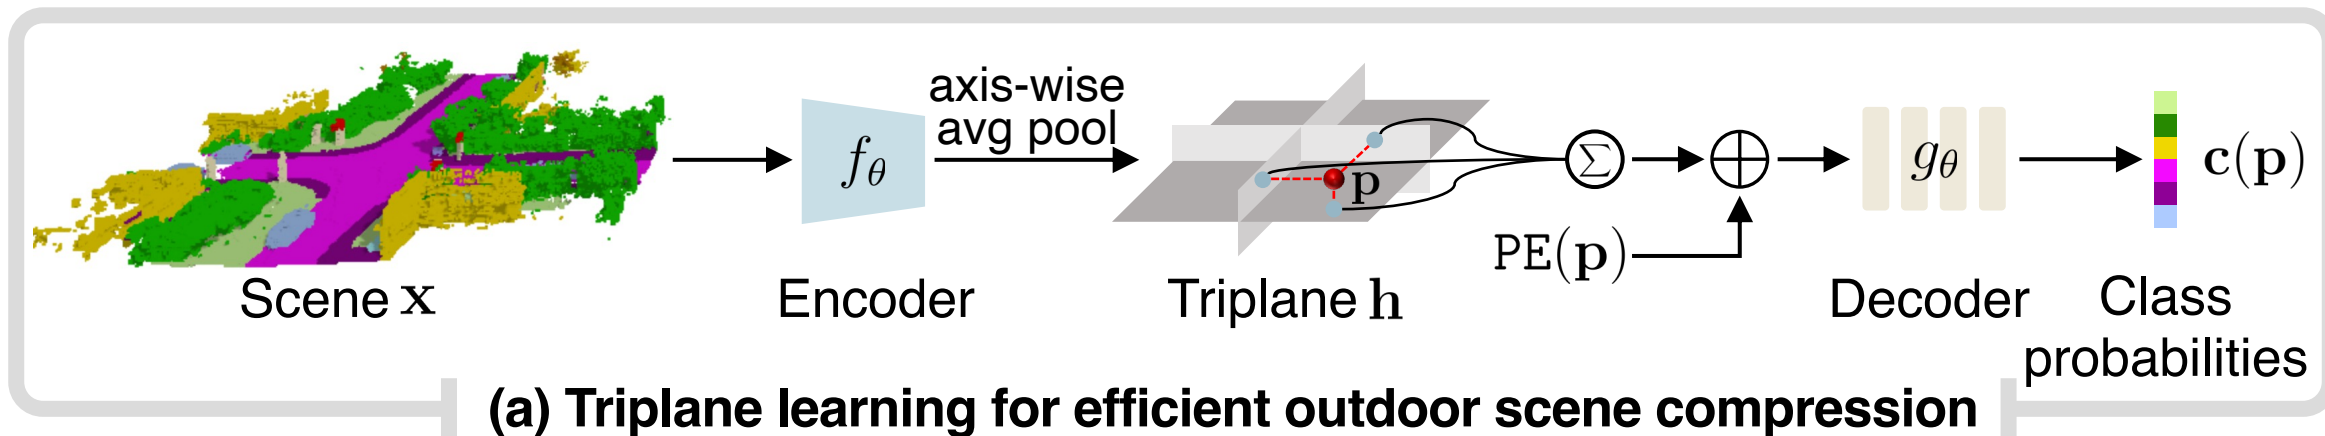 axis-wise
avg pool
f_θ
p
Σ
g_θ
c(p)
PE(p)
Scene x
Encoder
Triplane h
Decoder
Class
probabilities
(a) Triplane learning for efficient outdoor scene compression